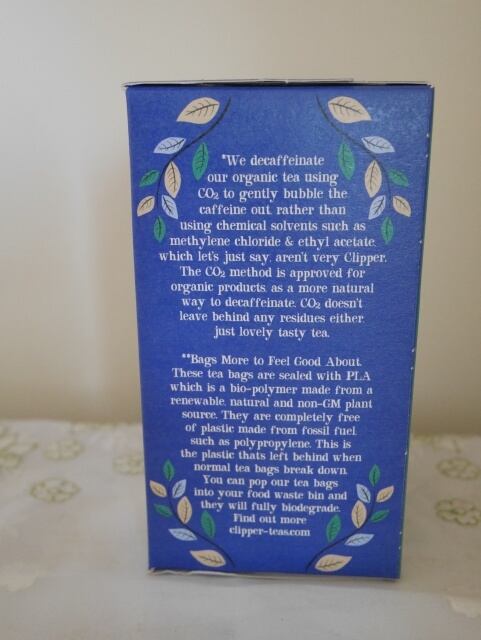 *We decaffeinate
our organic tea using
CO₂ to gently bubble the
caffeine out, rather than
using chemical solvents such as
methylene chloride & ethyl acetate,
which let's just say, aren't very Clipper.
The CO₂ method is approved for
organic products, as a more natural
way to decaffeinate. CO₂ doesn't
leave behind any residues either,
just lovely tasty tea.
**Bags More to Feel Good About.
These tea bags are sealed with PLA
which is a bio-polymer made from a
renewable, natural and non-GM plant
source. They are completely free
of plastic made from fossil fuel,
such as polypropylene. This is
the plastic thats left behind when
normal tea bags break down.
You can pop our tea bags
into your food waste bin and
they will fully biodegrade.
Find out more
clipper-teas.com